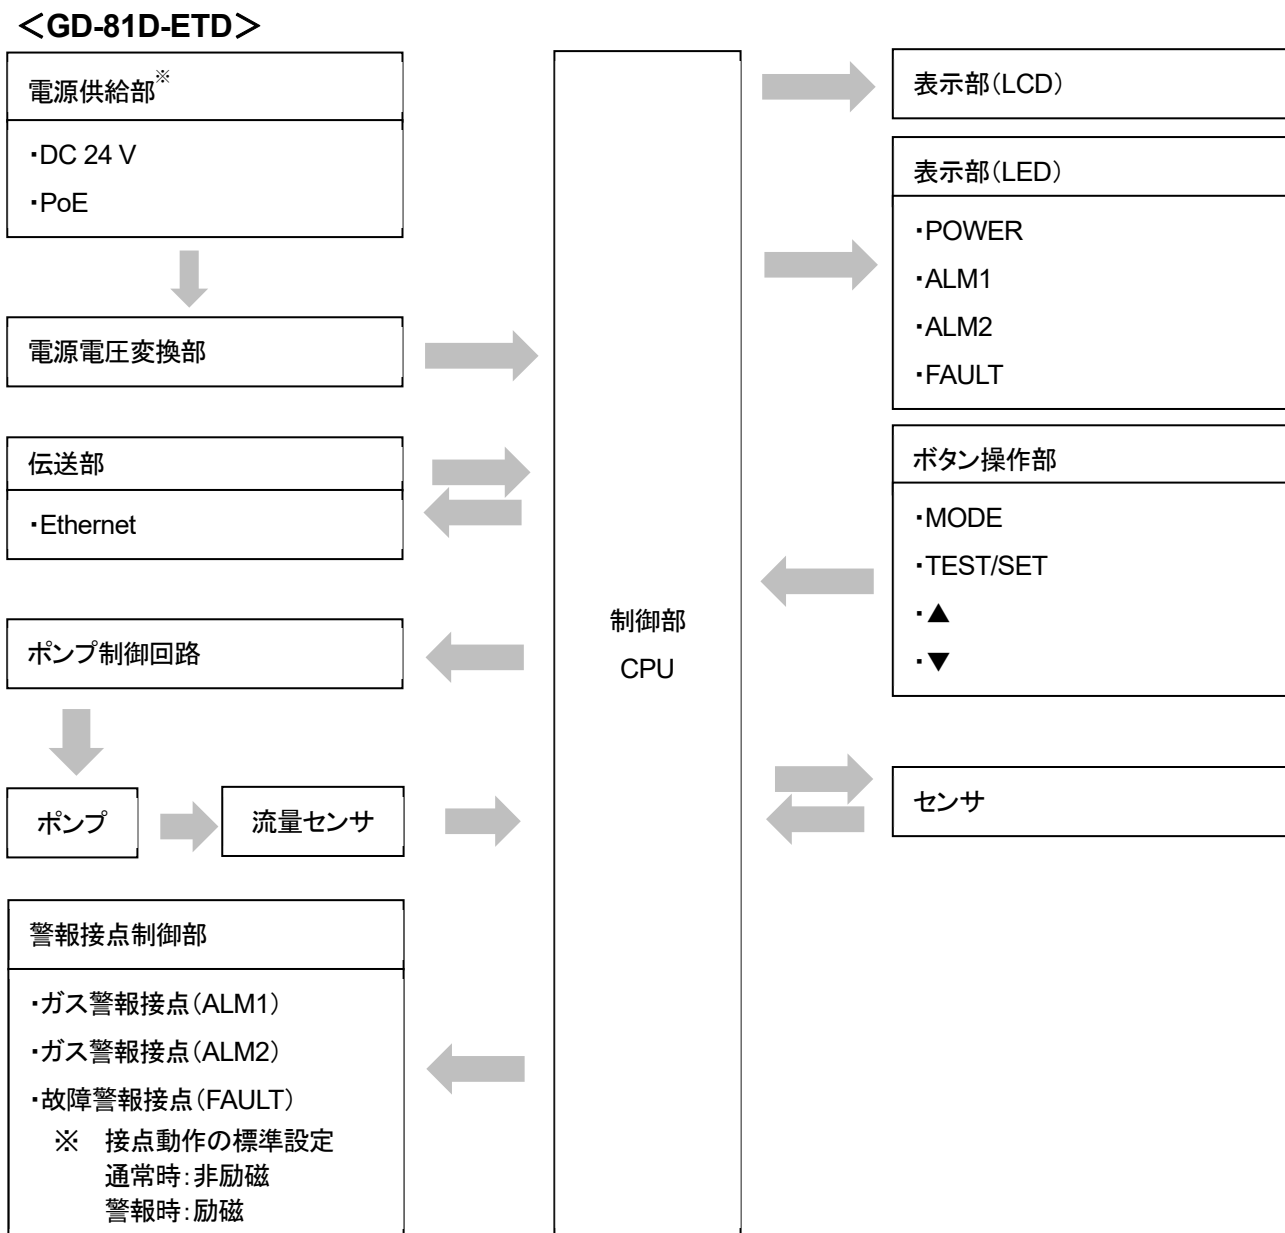 ＜GD-81D-ETD＞
電源供給部※
・DC 24 V
・PoE
電源電圧変換部
伝送部
・Ethernet
ポンプ制御回路
ポンプ
流量センサ
警報接点制御部
・ガス警報接点（ALM1）
・ガス警報接点（ALM2）
・故障警報接点（FAULT）
※　接点動作の標準設定
通常時：非励磁
警報時：励磁
制御部
CPU
表示部（LCD）
表示部（LED）
・POWER
・ALM1
・ALM2
・FAULT
ボタン操作部
・MODE
・TEST/SET
・▲
・▼
センサ